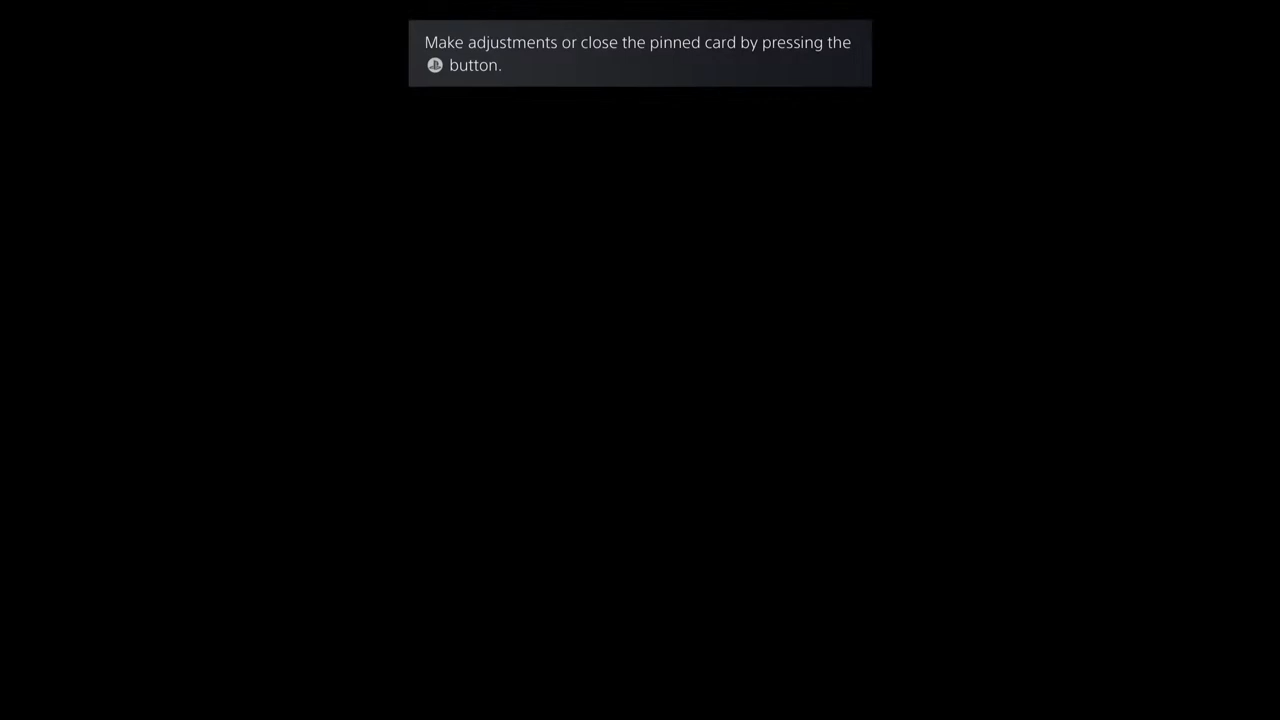 Make adjustments or close the pinned card by pressing the
button.